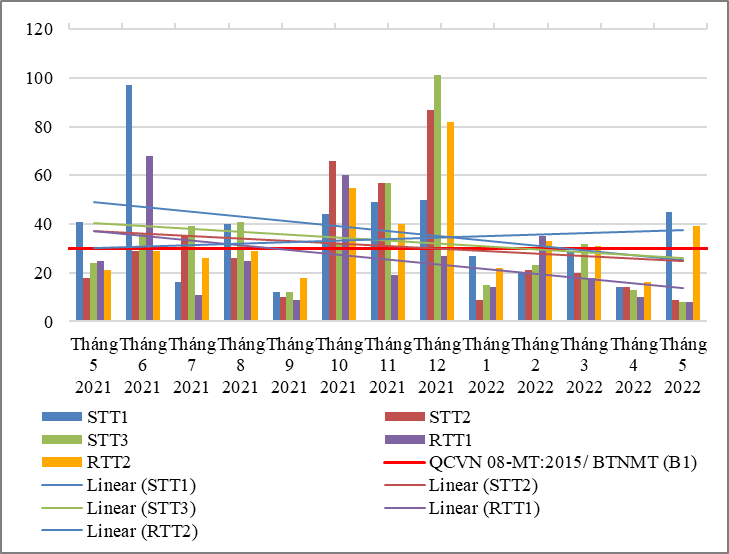 120
100
80
60
40
20
0
Tháng 5 2021
Tháng 6 2021
Tháng 7 2021
Tháng 8 2021
Tháng 9 2021
Tháng 10 2021
Tháng 11 2021
Tháng 12 2021
Tháng 1 2022
Tháng 2 2022
Tháng 3 2022
Tháng 4 2022
Tháng 5 2022
STT1
STT2
STT3
RTT1
RTT2
QCVN 08-MT:2015/ BTNMT (B1)
Linear (STT1)
Linear (STT2)
Linear (STT3)
Linear (RTT1)
Linear (RTT2)